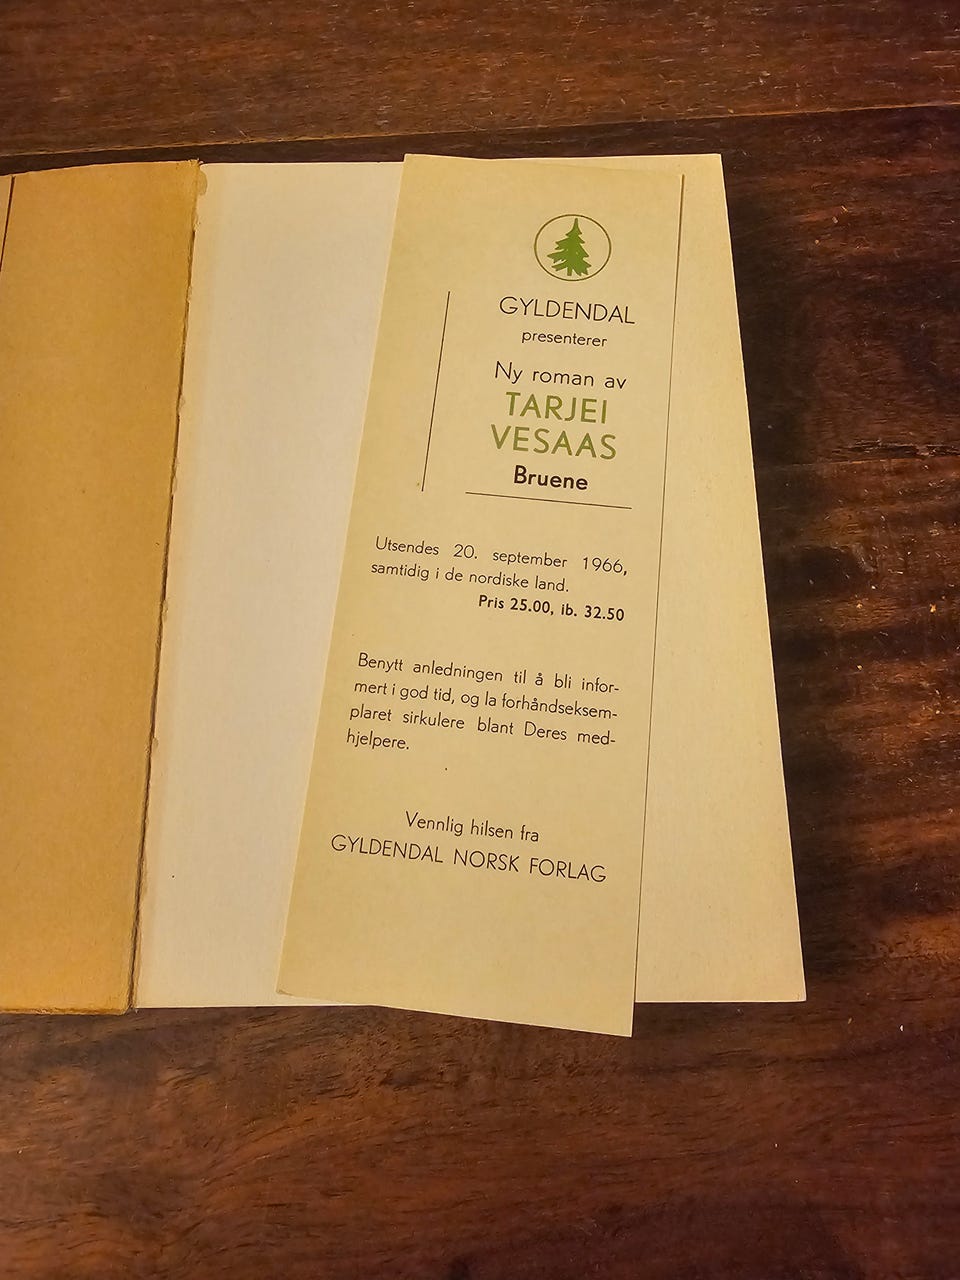 GYLDENDAL
presenterer
Ny roman av
TARJEI
VESAAS
Bruene
Utsendes 20. september 1966,
samtidig i de nordiske land.
Pris 25.00, ib. 32.50
Benytt anledningen til å bli infor-
mert i god tid, og la forhåndseksem-
plaret sirkulere blant Deres med-
hjelpere.
Vennlig hilsen fra
GYLDENDAL NORSK FORLAG